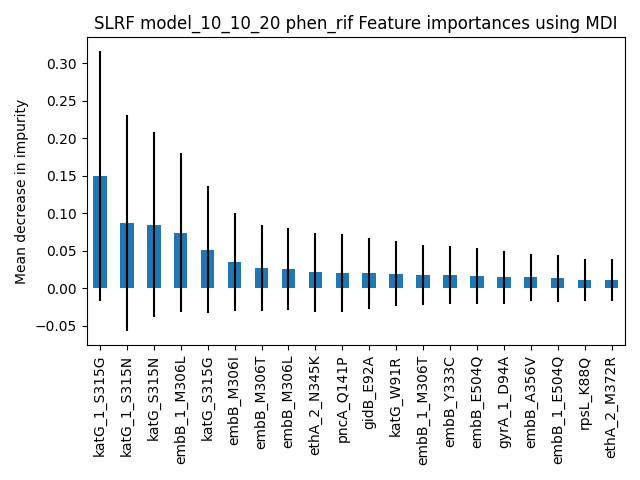 SLRF model_10_10_20 phen_rif Feature importances using MDI
Mean decrease in impurity
0.30
0.25
0.20
0.15
0.10
0.05
0.00
−0.05
katG_1_S315G
katG_1_S315N
katG_S315N
embB_1_M306L
katG_S315G
embB_M306I
embB_M306T
embB_M306L
ethA_2_N345K
pncA_Q141P
gidB_E92A
katG_W91R
embB_1_M306T
embB_Y333C
embB_E504Q
gyrA_1_D94A
embB_A356V
embB_1_E504Q
rpsL_K88Q
ethA_2_M372R